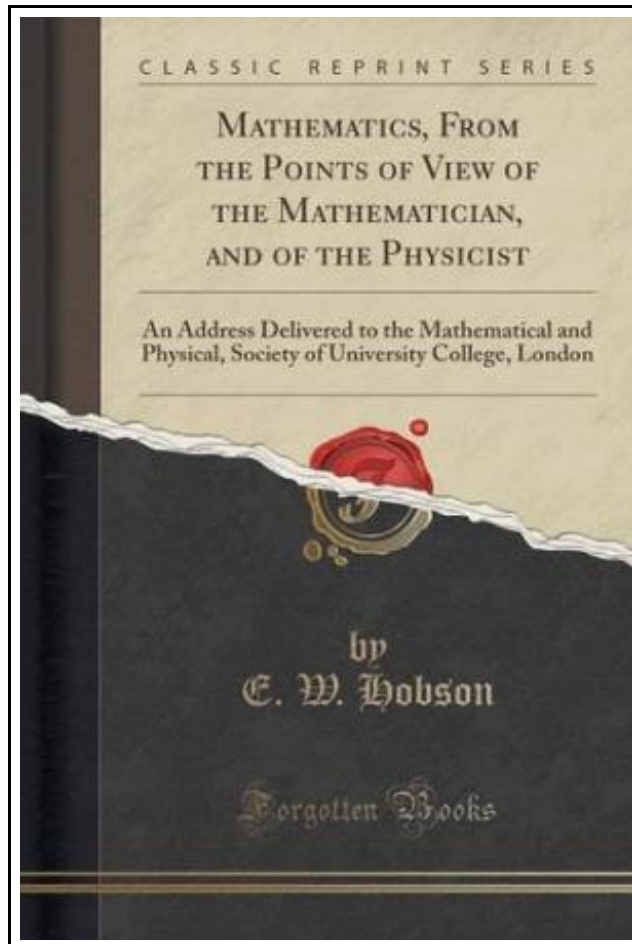 CLASSIC REPRINT SERIES
MATHEMATICS, FROM
THE POINTS OF VIEW OF
THE MATHEMATICIAN,
AND OF THE PHYSICIST
An Address Delivered to the Mathematical and
Physical, Society of University College, London
by
E. W. Hobson
Forgotten Books